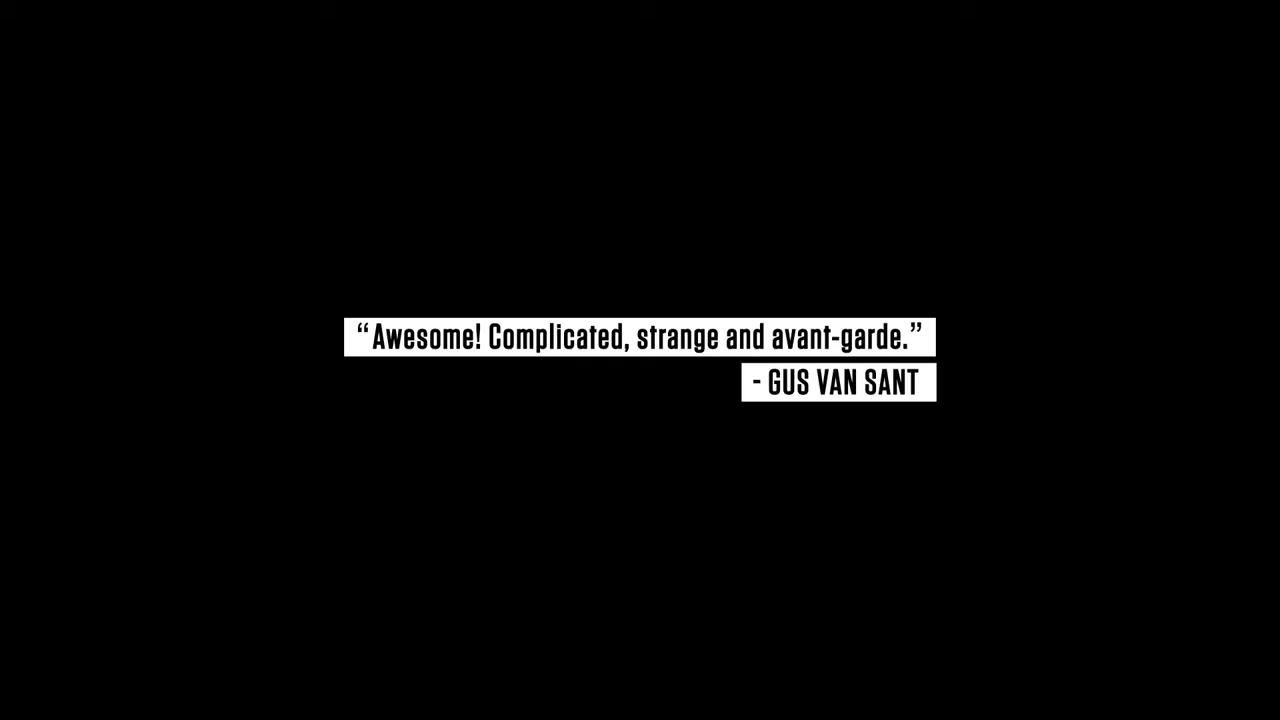 “Awesome! Complicated, strange and avant-garde.”
- GUS VAN SANT